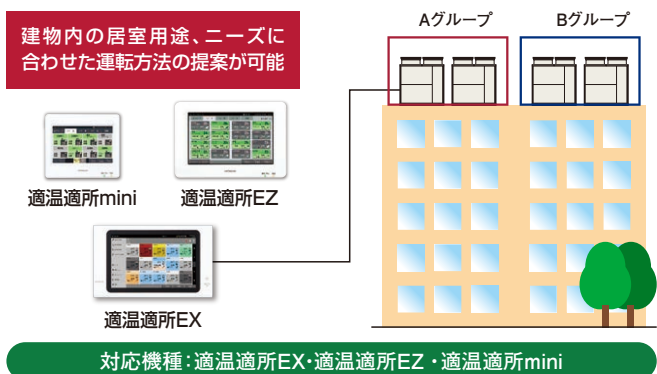 建物内の居室用途、ニーズに
合わせた運転方法の提案が可能
Aグループ
Bグループ
適温適所mini
適温適所EZ
適温適所EX
対応機種:適温適所EX・適温適所EZ・適温適所mini